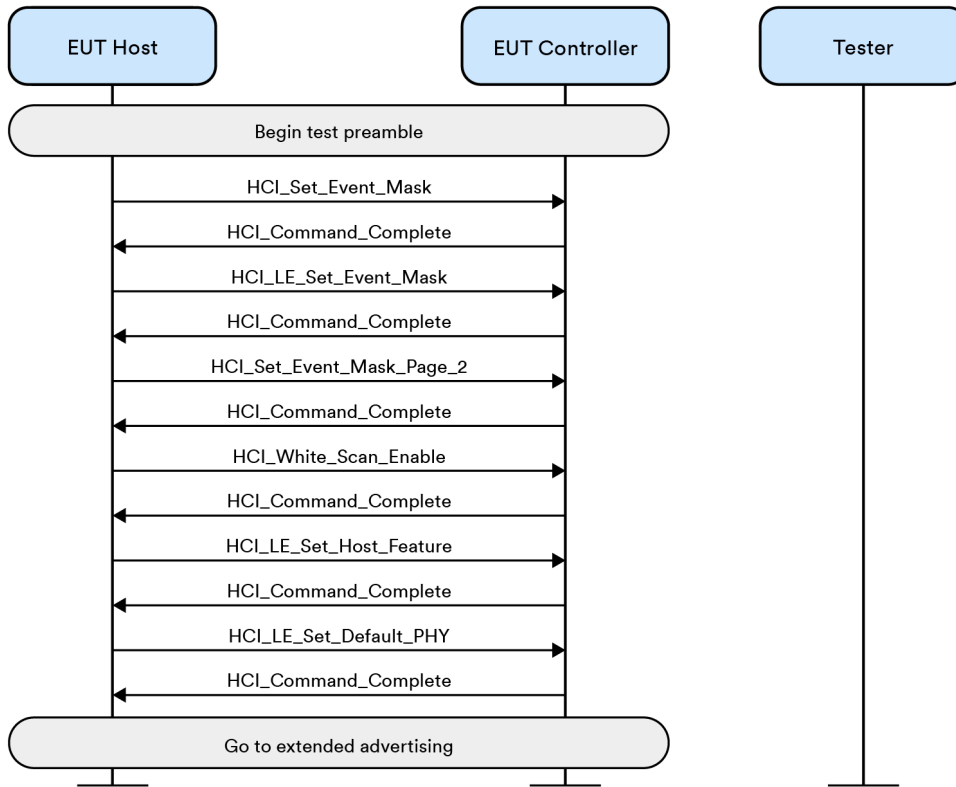 EUT Host
EUT Controller
Tester
Begin test preamble
HCI_Set_Event_Mask
HCI_Command_Complete
HCI_LE_Set_Event_Mask
HCI_Command_Complete
HCI_Set_Event_Mask_Page_2
HCI_Command_Complete
HCI_White_Scan_Enable
HCI_Command_Complete
HCI_LE_Set_Host_Feature
HCI_Command_Complete
HCI_LE_Set_Default_PHY
HCI_Command_Complete
Go to extended advertising